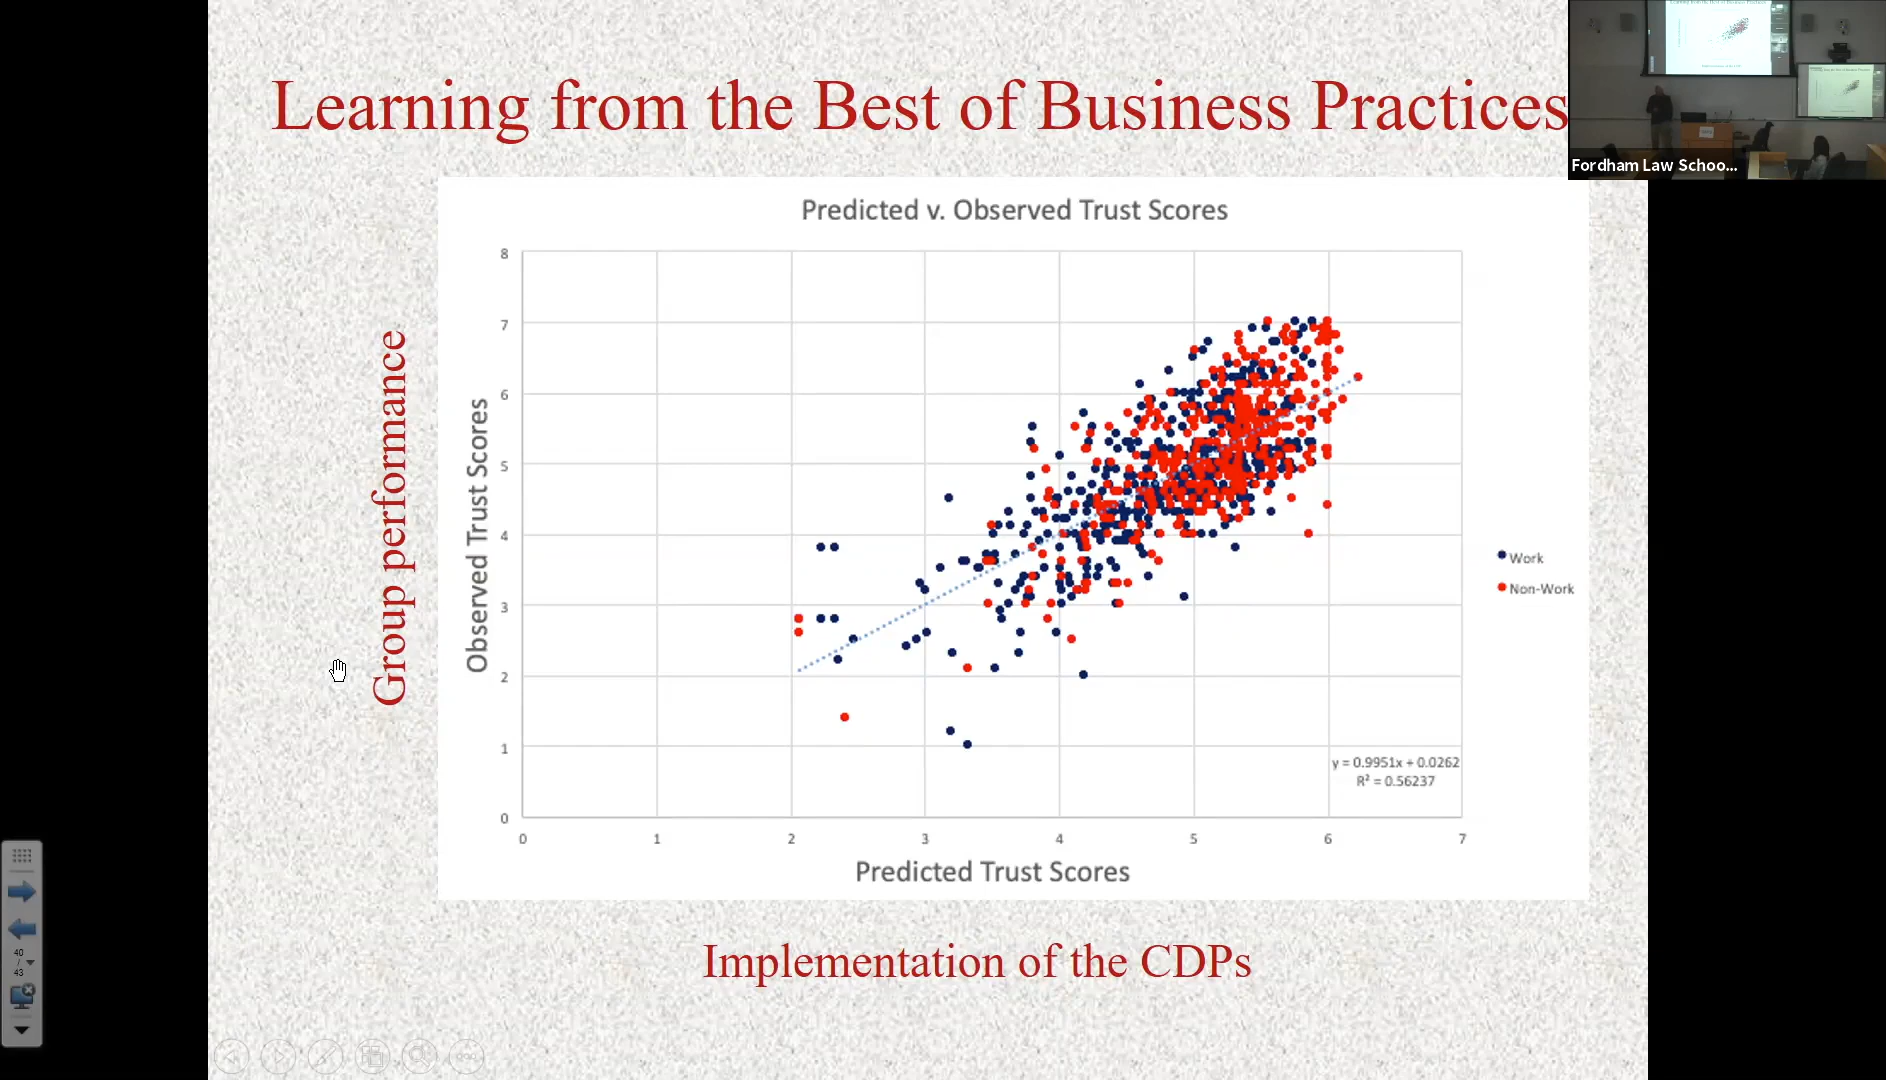 Learning from the Best of Business Practices
Fordham Law Schoo...
Predicted v. Observed Trust Scores
Group performance
Observed Trust Scores
8
7
6
5
4
3
2
1
0
0 1 2 3 4 5 6 7
Work
Non-Work
y = 0.9951x + 0.0262
R² = 0.56237
Predicted Trust Scores
Implementation of the CDPs
40
/
43